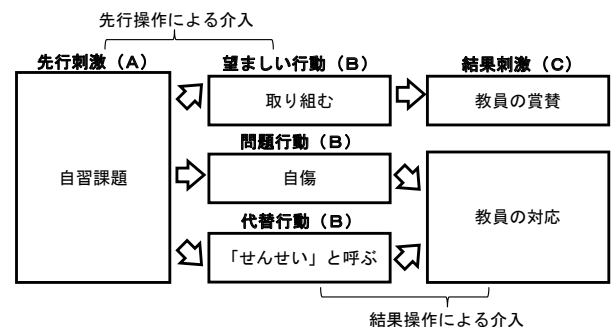 先行操作による介入
先行刺激（A）
望ましい行動（B）
結果刺激（C）
取り組む
教員の賞賛
問題行動（B）
自習課題
自傷
教員の対応
代替行動（B）
「せんせい」と呼ぶ
結果操作による介入